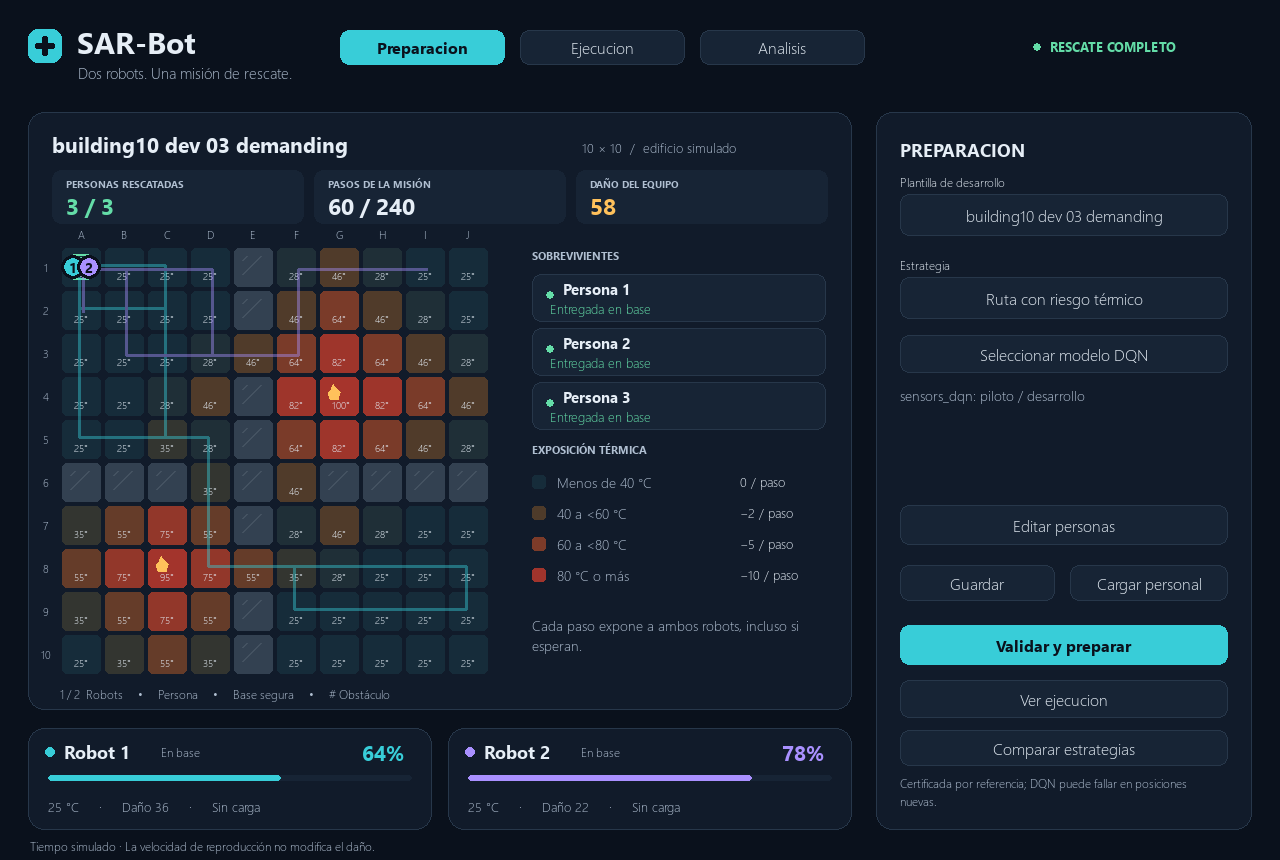 SAR-Bot
Dos robots. Una misión de rescate.
Preparacion
Ejecucion
Analisis
RESCATE COMPLETO
building10 dev 03 demanding
10 × 10 / edificio simulado
PERSONAS RESCATADAS
3 / 3
PASOS DE LA MISIÓN
60 / 240
DAÑO DEL EQUIPO
58
A B C D E F G H I J
1 1 2 25° 25° 25° 28° 46° 28° 25° 25°
2 25° 25° 25° 25° 46° 64° 46° 28° 25°
3 25° 25° 25° 28° 46° 64° 82° 64° 46° 28°
4 25° 25° 28° 46° 82° 100° 82° 64° 46°
5 25° 25° 35° 28° 64° 82° 64° 46° 28°
6 35° 46°
7 35° 55° 75° 55° 28° 46° 28° 25° 25°
8 55° 75° 95° 75° 55° 35° 28° 25° 25° 25°
9 35° 55° 75° 55° 25° 25° 25° 25° 25°
10 25° 35° 55° 35° 25° 25° 25° 25° 25°
1 / 2 Robots • Persona • Base segura • # Obstáculo
SOBREVIVIENTES
Persona 1
Entregada en base
Persona 2
Entregada en base
Persona 3
Entregada en base
EXPOSICIÓN TÉRMICA
Menos de 40 °C 0 / paso
40 a <60 °C −2 / paso
60 a <80 °C −5 / paso
80 °C o más −10 / paso
Cada paso expone a ambos robots, incluso si
esperan.
Robot 1 En base 64%
25 °C · Daño 36 · Sin carga
Robot 2 En base 78%
25 °C · Daño 22 · Sin carga
Tiempo simulado · La velocidad de reproducción no modifica el daño.
PREPARACION
Plantilla de desarrollo
building10 dev 03 demanding
Estrategia
Ruta con riesgo térmico
Seleccionar modelo DQN
sensors_dqn: piloto / desarrollo
Editar personas
Guardar
Cargar personal
Validar y preparar
Ver ejecucion
Comparar estrategias
Certificada por referencia; DQN puede fallar en posiciones
nuevas.